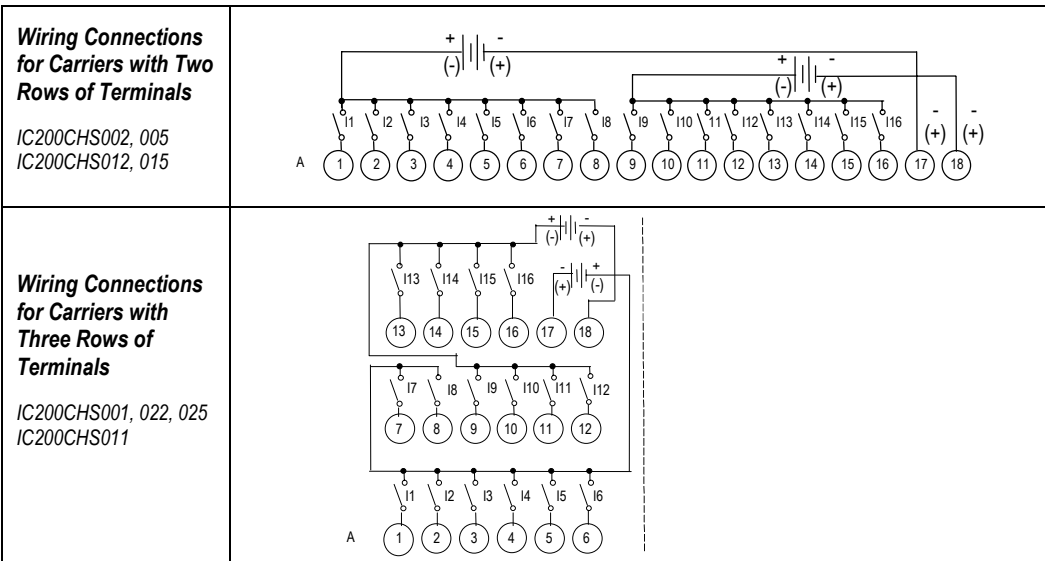 Wiring Connections
for Carriers with Two
Rows of Terminals
IC200CHS002, 005
IC200CHS012, 015
+ -
(-) (+)
+ -
(-) (+)
I1 I2 I3 I4 I5 I6 I7 I8 I9 I10 11 I12 I13 I14 I15 I16
- -
(+) (+)
A 1 2 3 4 5 6 7 8 9 10 11 12 13 14 15 16 17 18
Wiring Connections
for Carriers with
Three Rows of
Terminals
IC200CHS001, 022, 025
IC200CHS011
+ -
(-) (+)
- +
(+) (-)
I13 I14 I15 I16
13 14 15 16 17 18
I7 I8 I9 I10 I11 I12
7 8 9 10 11 12
I1 I2 I3 I4 I5 I6
A 1 2 3 4 5 6